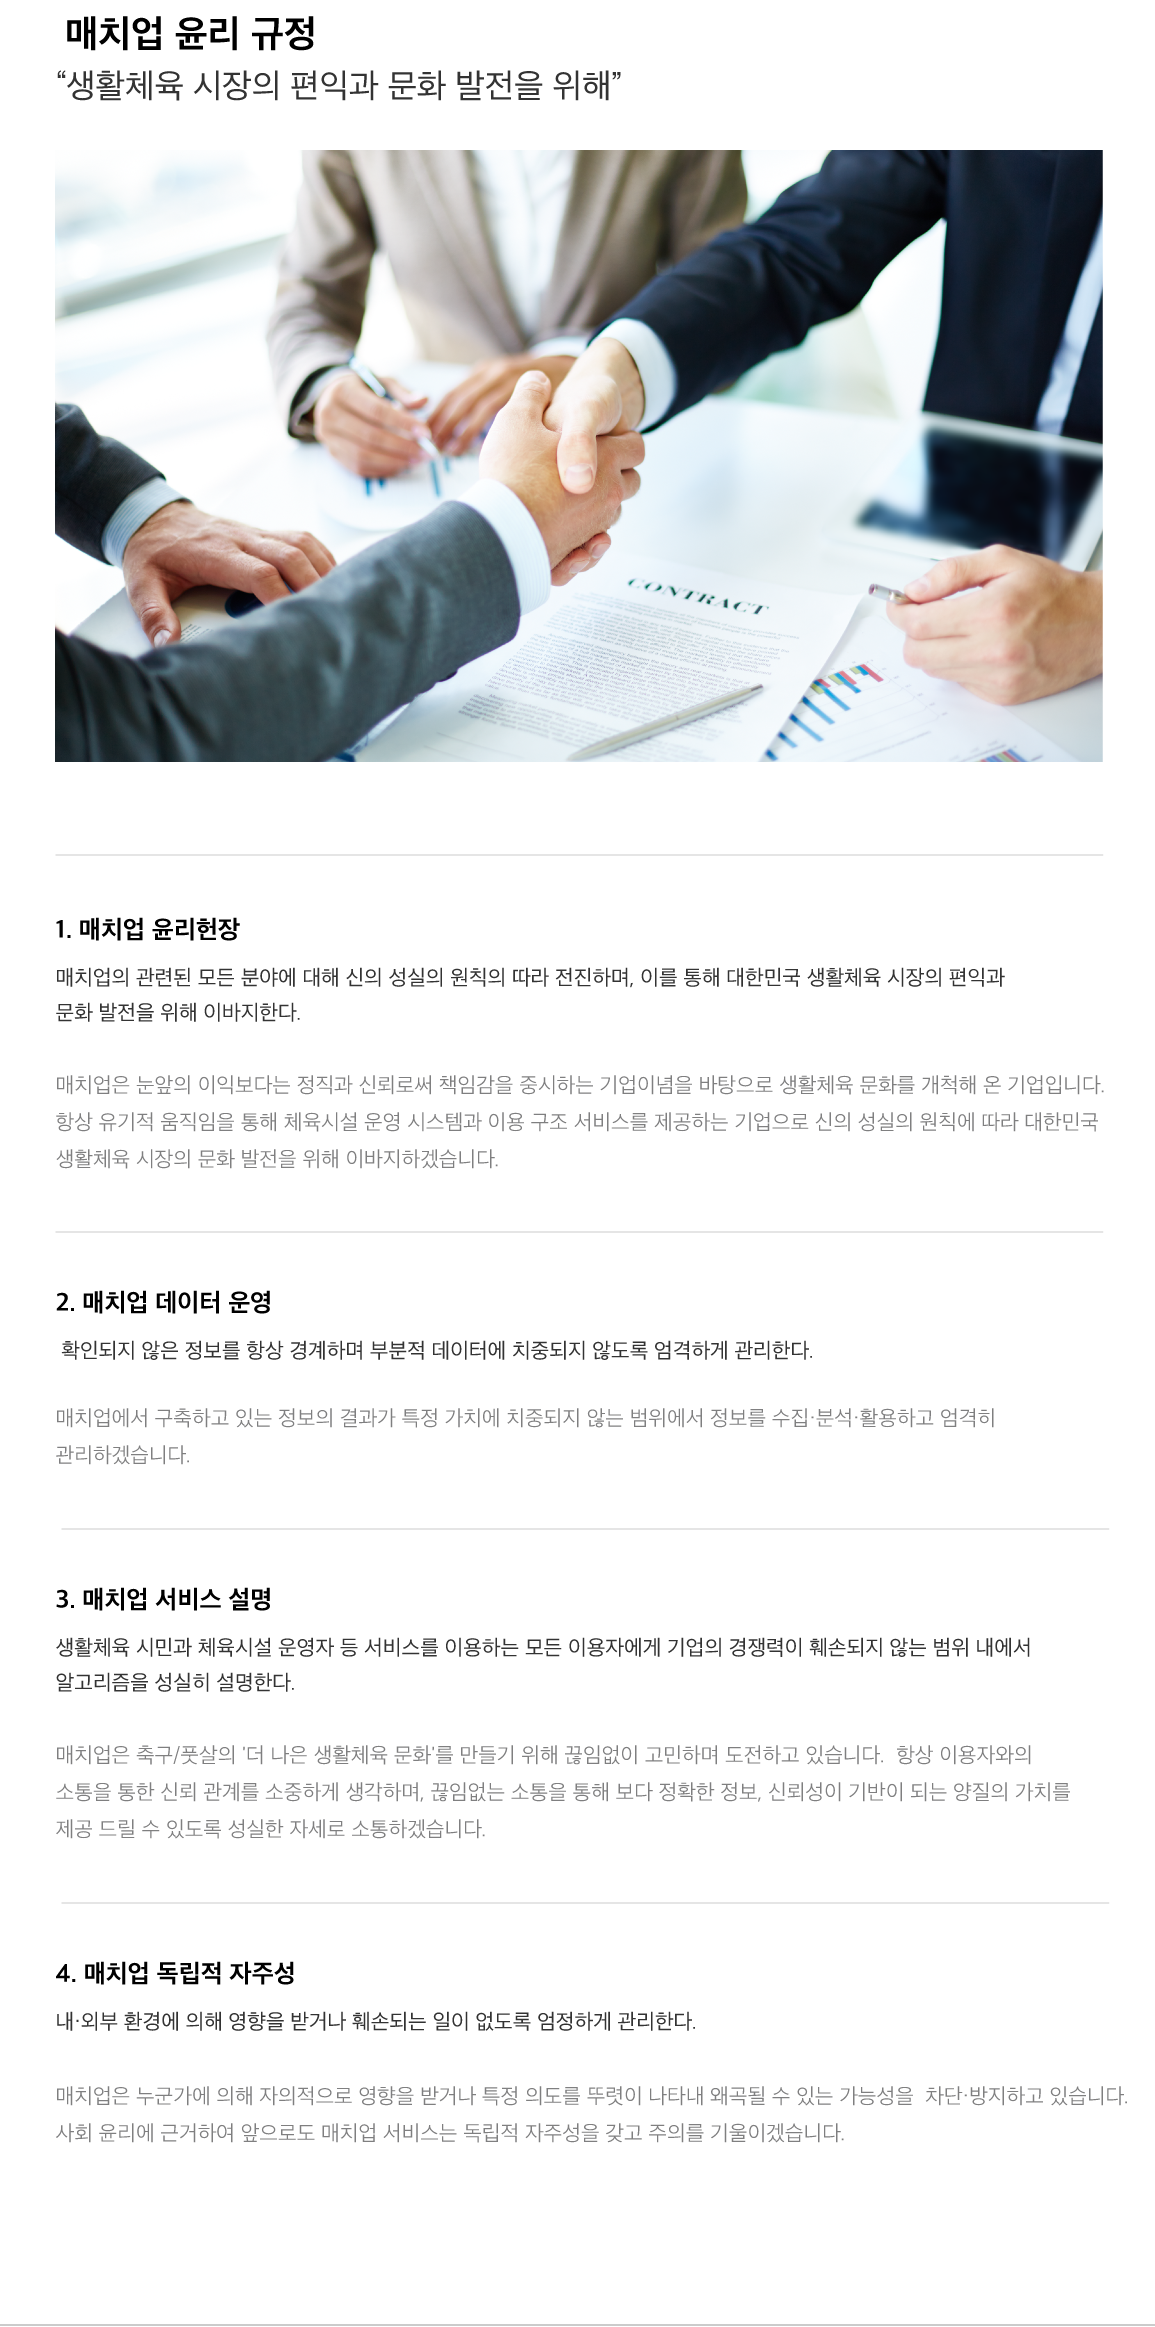 매치업 윤리 규정
“생활체육 시장의 편익과 문화 발전을 위해”
CONTRACT
1. 매치업 윤리헌장
매치업의 관련된 모든 분야에 대해 신의 성실의 원칙의 따라 전진하며, 이를 통해 대한민국 생활체육 시장의 편익과
문화 발전을 위해 이바지한다.
매치업은 눈앞의 이익보다는 정직과 신뢰로써 책임감을 중시하는 기업이념을 바탕으로 생활체육 문화를 개척해 온 기업입니다.
항상 유기적 움직임을 통해 체육시설 운영 시스템과 이용 구조 서비스를 제공하는 기업으로 신의 성실의 원칙에 따라 대한민국
생활체육 시장의 문화 발전을 위해 이바지하겠습니다.
2. 매치업 데이터 운영
확인되지 않은 정보를 항상 경계하며 부분적 데이터에 치중되지 않도록 엄격하게 관리한다.
매치업에서 구축하고 있는 정보의 결과가 특정 가치에 치중되지 않는 범위에서 정보를 수집·분석·활용하고 엄격히
관리하겠습니다.
3. 매치업 서비스 설명
생활체육 시민과 체육시설 운영자 등 서비스를 이용하는 모든 이용자에게 기업의 경쟁력이 훼손되지 않는 범위 내에서
알고리즘을 성실히 설명한다.
매치업은 축구/풋살의 '더 나은 생활체육 문화'를 만들기 위해 끊임없이 고민하며 도전하고 있습니다. 항상 이용자와의
소통을 통한 신뢰 관계를 소중하게 생각하며, 끊임없는 소통을 통해 보다 정확한 정보, 신뢰성이 기반이 되는 양질의 가치를
제공 드릴 수 있도록 성실한 자세로 소통하겠습니다.
4. 매치업 독립적 자주성
내·외부 환경에 의해 영향을 받거나 훼손되는 일이 없도록 엄정하게 관리한다.
매치업은 누군가에 의해 자의적으로 영향을 받거나 특정 의도를 뚜렷이 나타내 왜곡될 수 있는 가능성을 차단·방지하고 있습니다.
사회 윤리에 근거하여 앞으로도 매치업 서비스는 독립적 자주성을 갖고 주의를 기울이겠습니다.